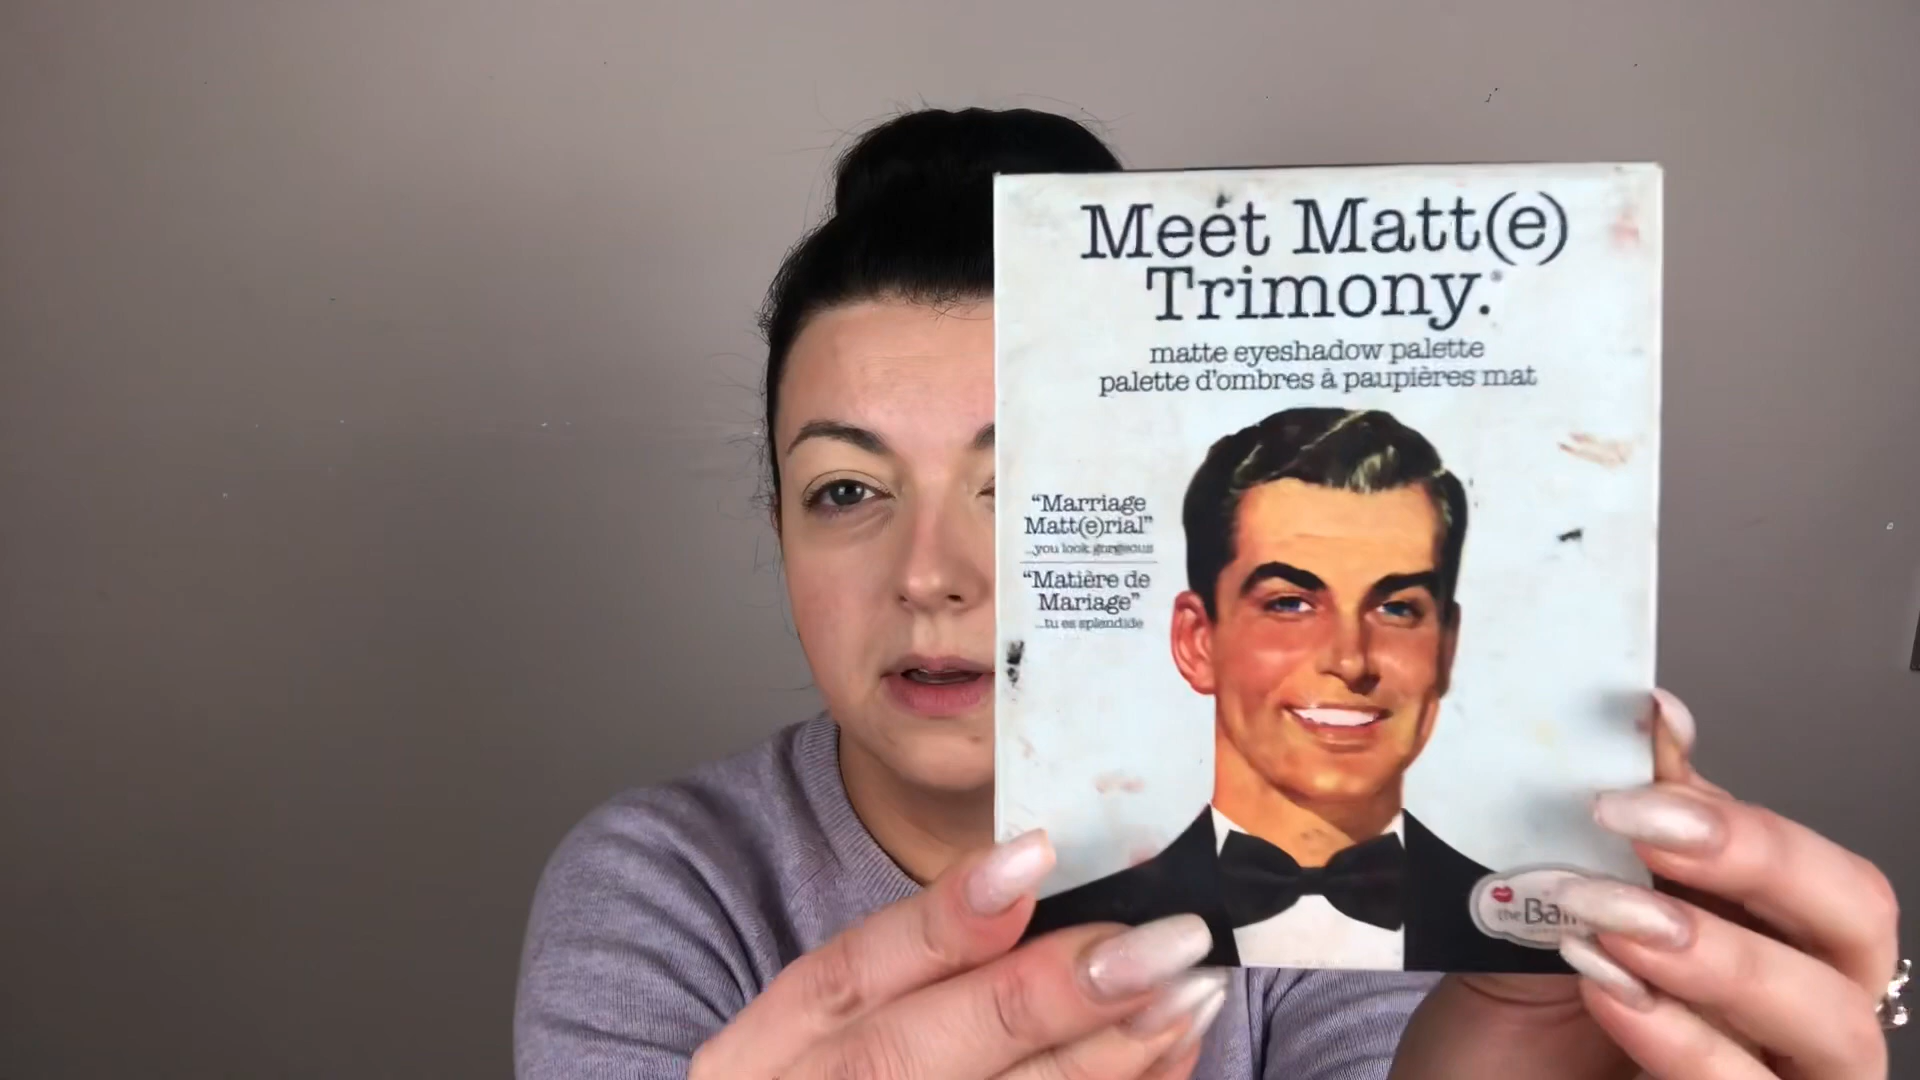 Meet Matt(e)
Trimony.®
matte eyeshadow palette
palette d'ombres à paupières mat
"Marriage
Matt(e)rial"
...you look gorgeous
"Matière de
Mariage"
...tu es splendide
the